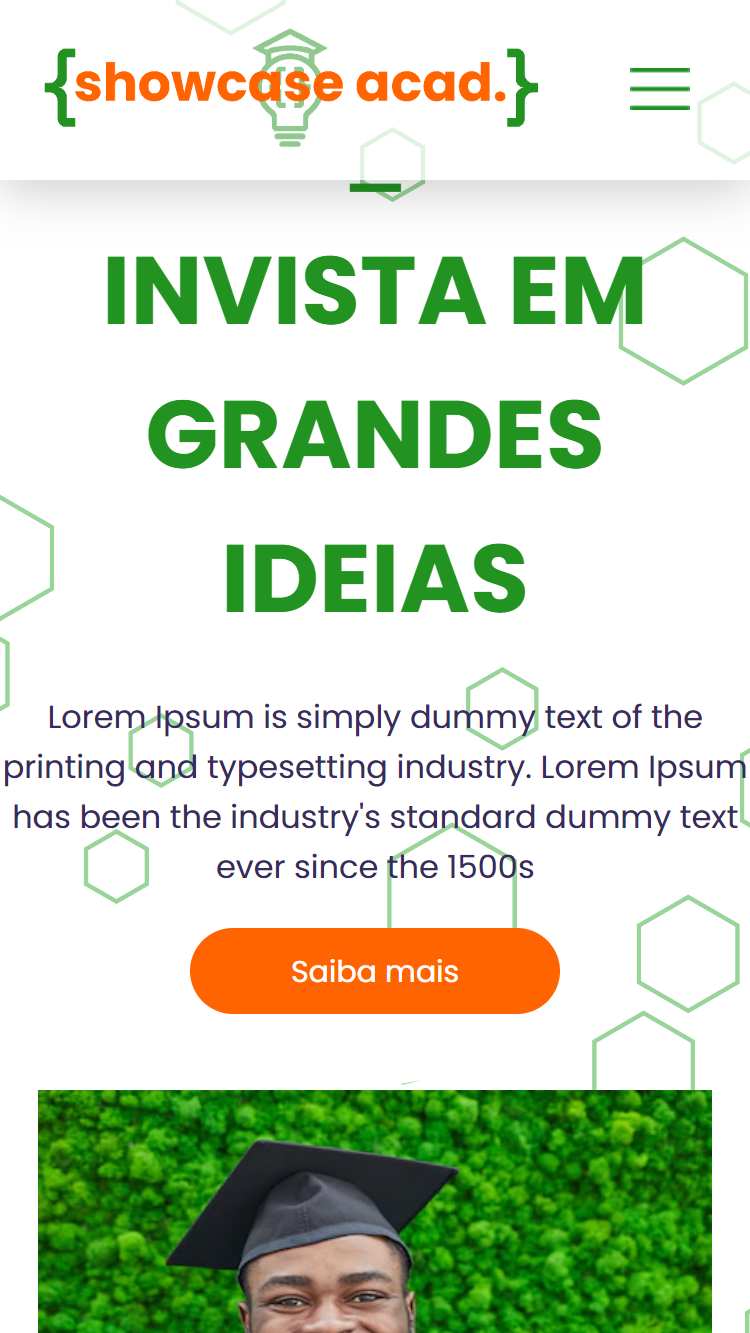 {showcase acad.}
INVISTA EM
GRANDES
IDEIAS
Lorem Ipsum is simply dummy text of the
printing and typesetting industry. Lorem Ipsum
has been the industry's standard dummy text
ever since the 1500s
Saiba mais